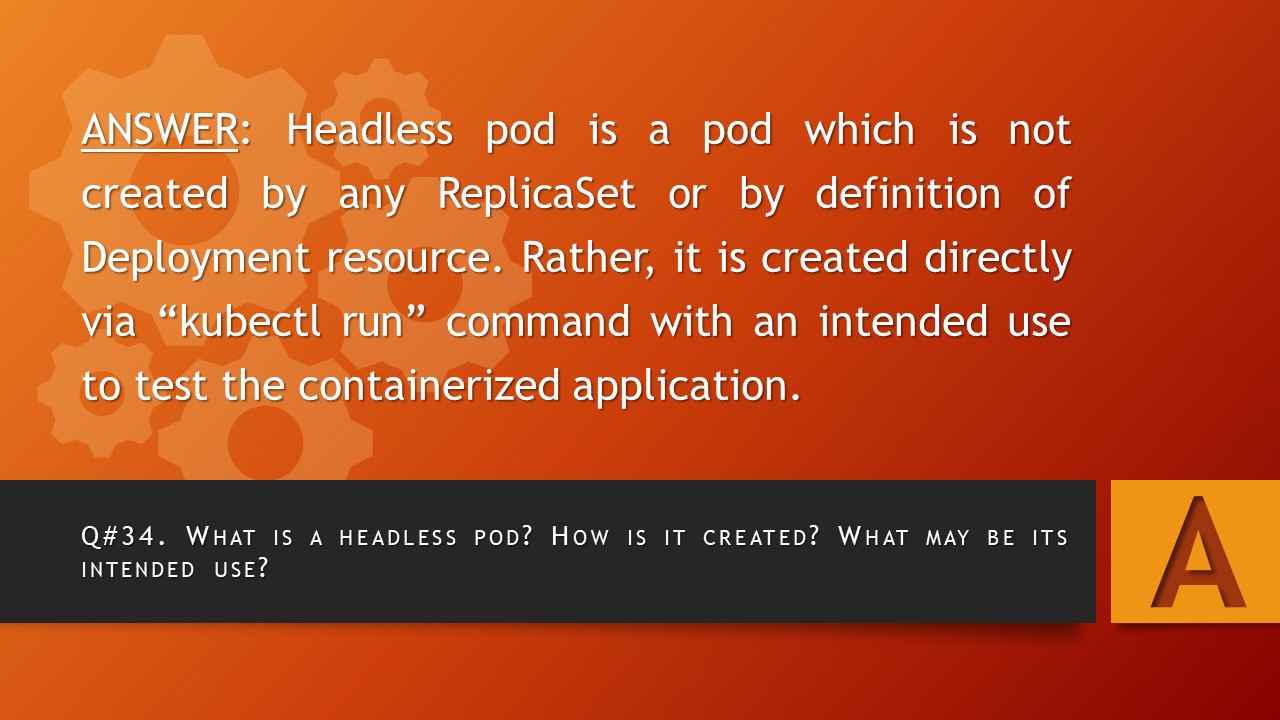 ANSWER: Headless pod is a pod which is not
created by any ReplicaSet or by definition of
Deployment resource. Rather, it is created directly
via “kubectl run” command with an intended use
to test the containerized application.
Q#34. What is a headless pod? How is it created? What may be its
intended use?
A